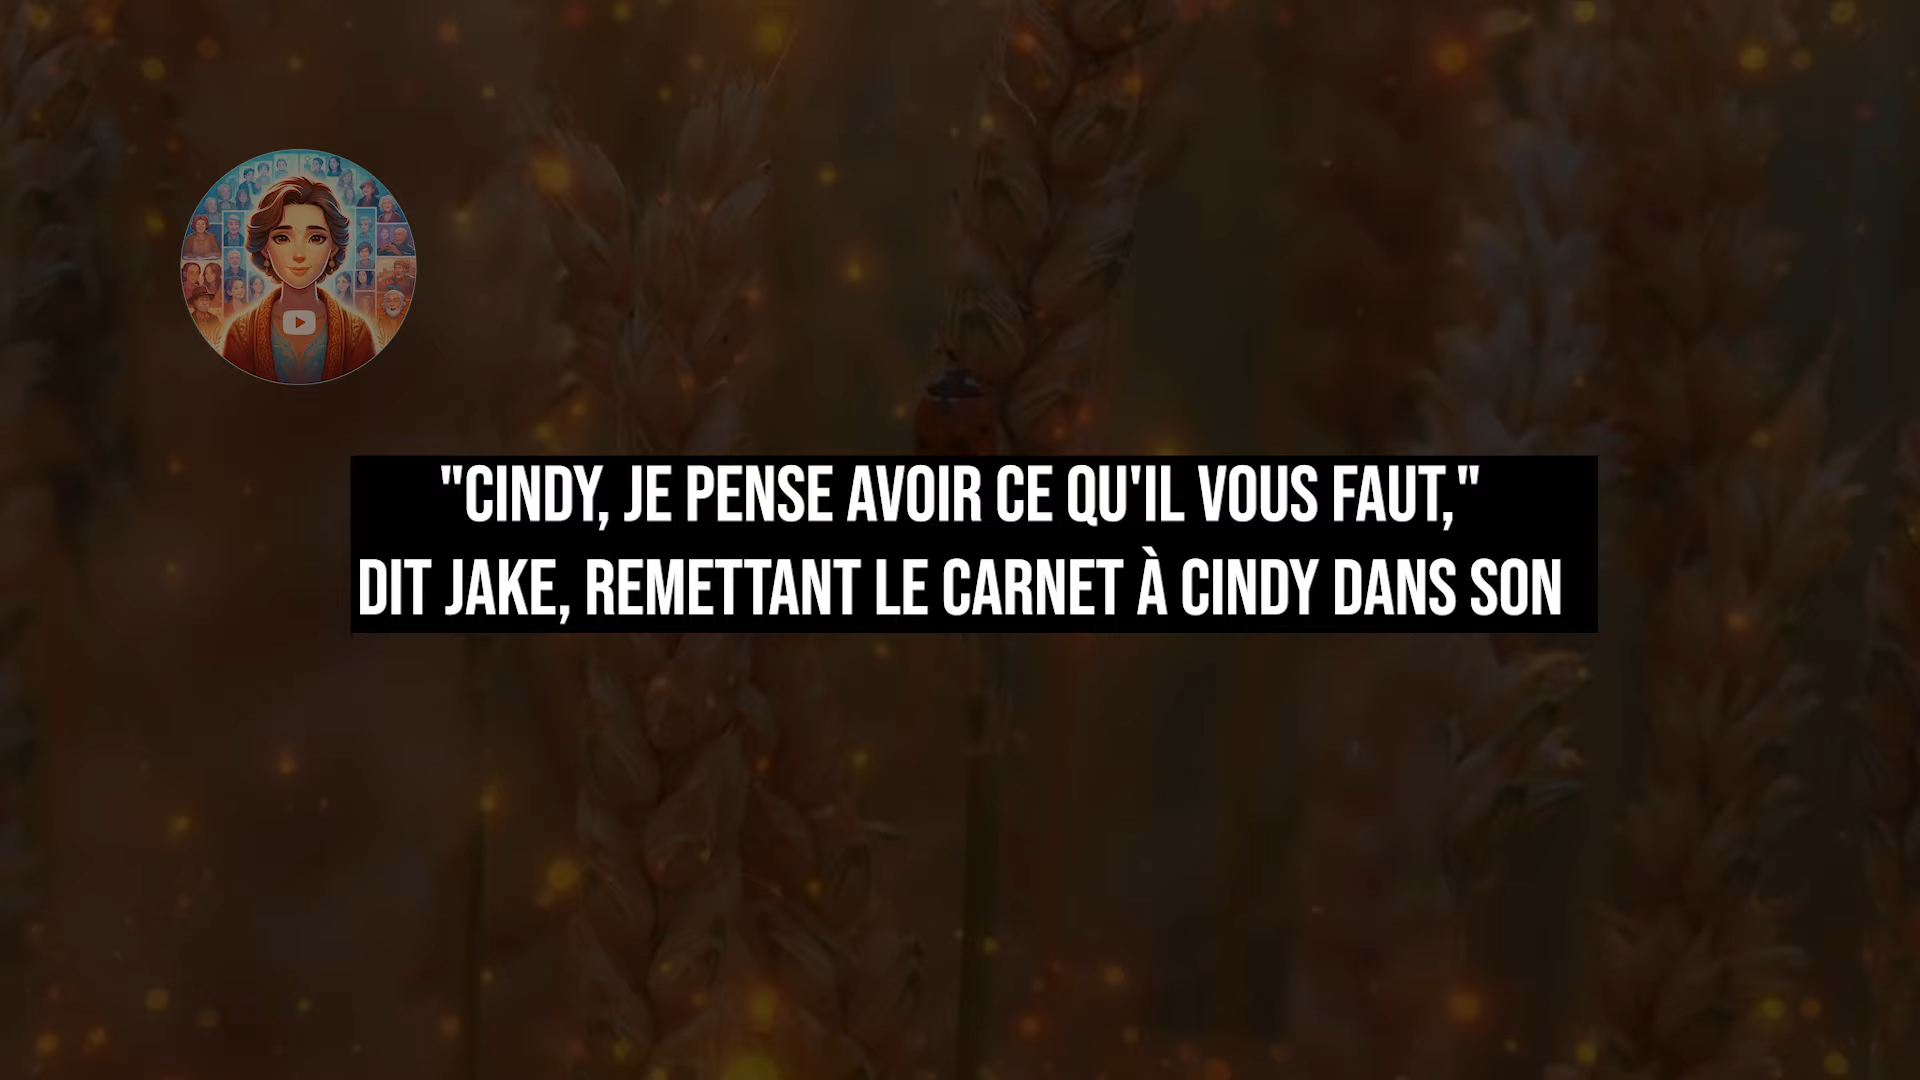 "CINDY, JE PENSE AVOIR CE QU'IL VOUS FAUT,"
DIT JAKE, REMETTANT LE CARNET À CINDY DANS SON